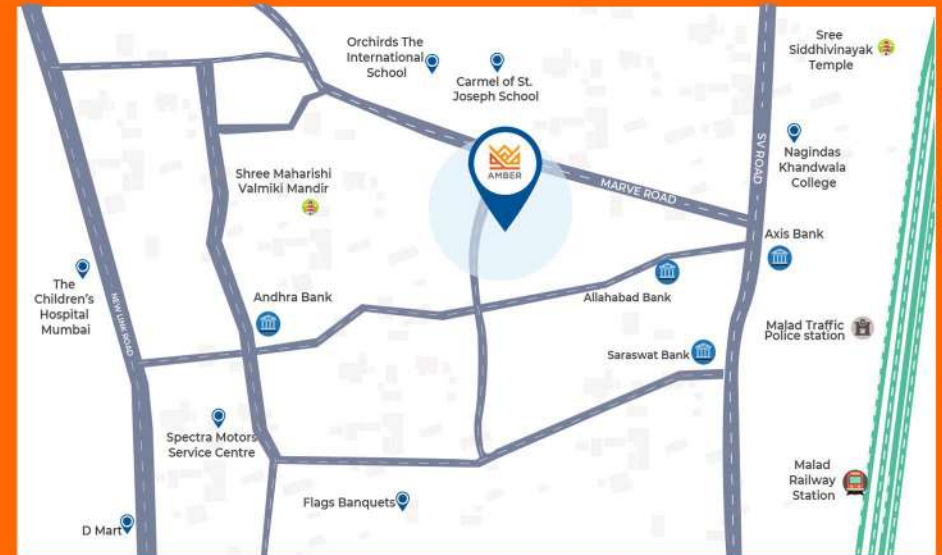 Orchirds The
International
School
Carmel of St.
Joseph School
Sree
Siddhivinayak
Temple
SV ROAD
Nagindas
Khandwala
College
AMBER
MARVE ROAD
Shree Maharishi
Valmiki Mandir
Axis Bank
The
Children's
Hospital
Mumbai
NEW LINK ROAD
Andhra Bank
Allahabad Bank
Malad Traffic
Police station
Saraswat Bank
Spectra Motors
Service Centre
Malad
Railway
Station
Flags Banquets
D Mart